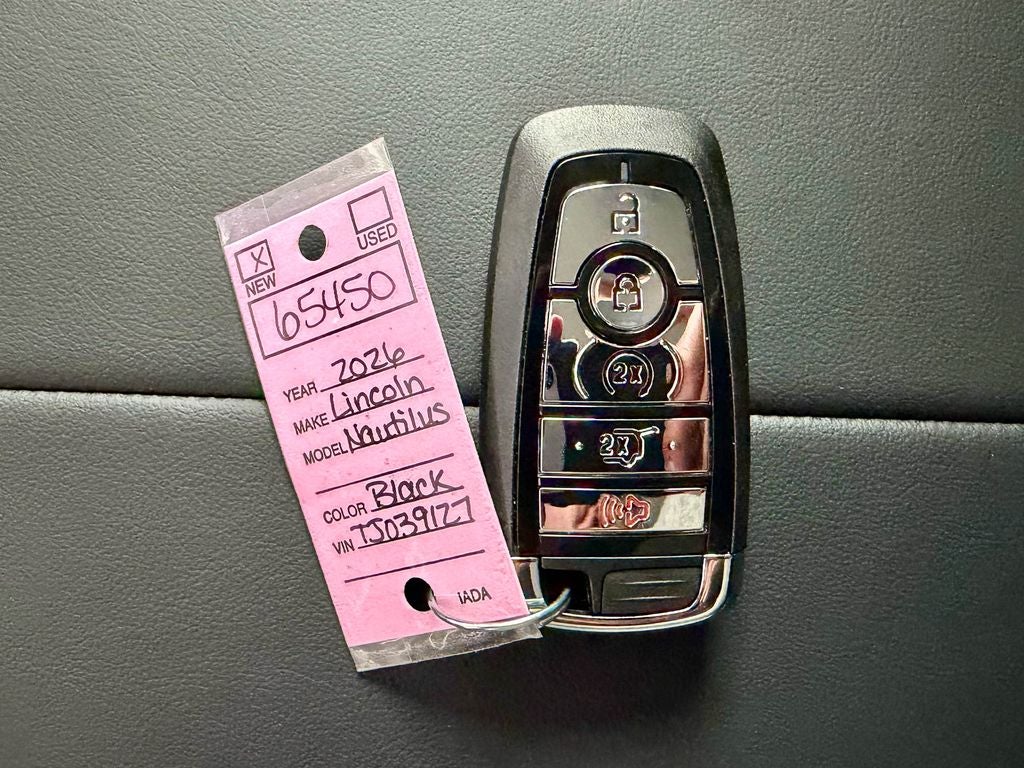 X
NEW
USED
65450
YEAR 2026
MAKE Lincoln
MODEL Nautilus
COLOR Black
VIN TJ039127
iADA
2x
2x